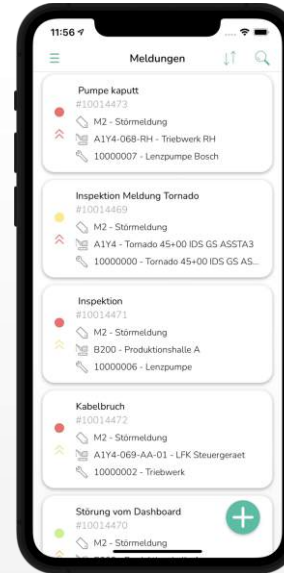 11:56
Meldungen
Pumpe kaputt
#10014473
M2 - Störmeldung
A1Y4-068-RH - Triebwerk RH
10000007 - Lenzpumpe Bosch
Inspektion Meldung Tornado
#10014469
M2 - Störmeldung
A1Y4 - Tornado 45+00 IDS GS ASSTA3
10000000 - Tornado 45+00 IDS GS AS...
Inspektion
#10014471
M2 - Störmeldung
B200 - Produktionshalle A
10000006 - Lenzpumpe
Kabelbruch
#10014472
M2 - Störmeldung
A1Y4-069-AA-01 - LFK Steuergeraet
10000002 - Triebwerk
Störung vom Dashboard
#10014470
M2 - Störmeldung